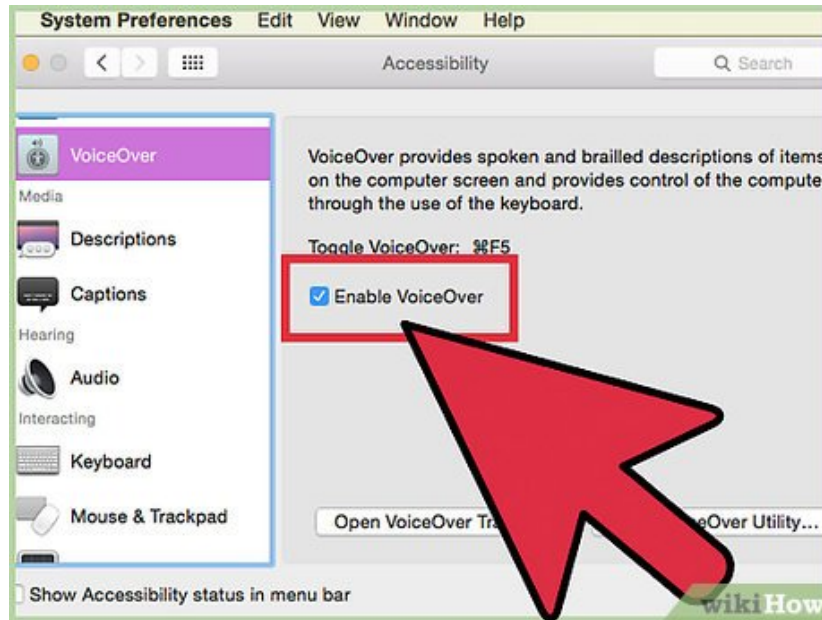 System Preferences Edit View Window Help
Accessibility
Search
VoiceOver
Media
Descriptions
Captions
Hearing
Audio
Interacting
Keyboard
Mouse & Trackpad
VoiceOver provides spoken and brailled descriptions of items
on the computer screen and provides control of the compute
through the use of the keyboard.
Toggle VoiceOver: ⌘F5
Enable VoiceOver
Open VoiceOver Tr
eOver Utility...
Show Accessibility status in menu bar
wikiHow